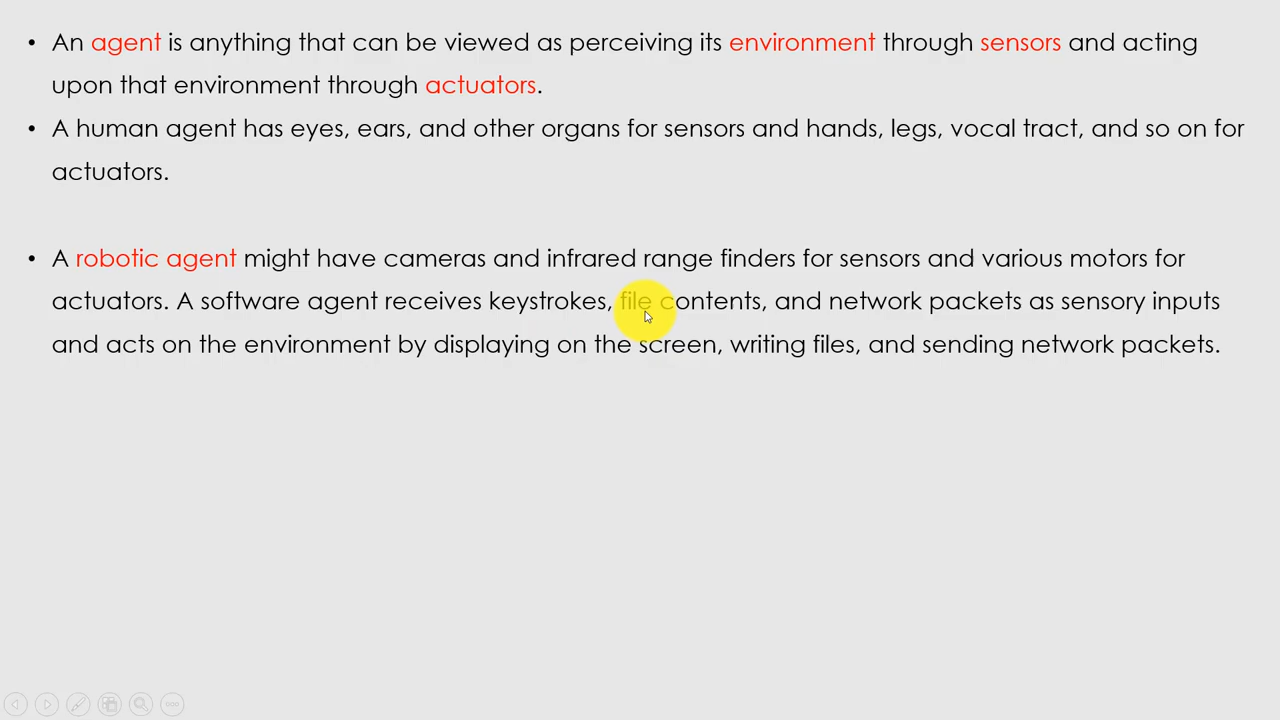 • An agent is anything that can be viewed as perceiving its environment through sensors and acting
upon that environment through actuators.
• A human agent has eyes, ears, and other organs for sensors and hands, legs, vocal tract, and so on for
actuators.
• A robotic agent might have cameras and infrared range finders for sensors and various motors for
actuators. A software agent receives keystrokes, file contents, and network packets as sensory inputs
and acts on the environment by displaying on the screen, writing files, and sending network packets.